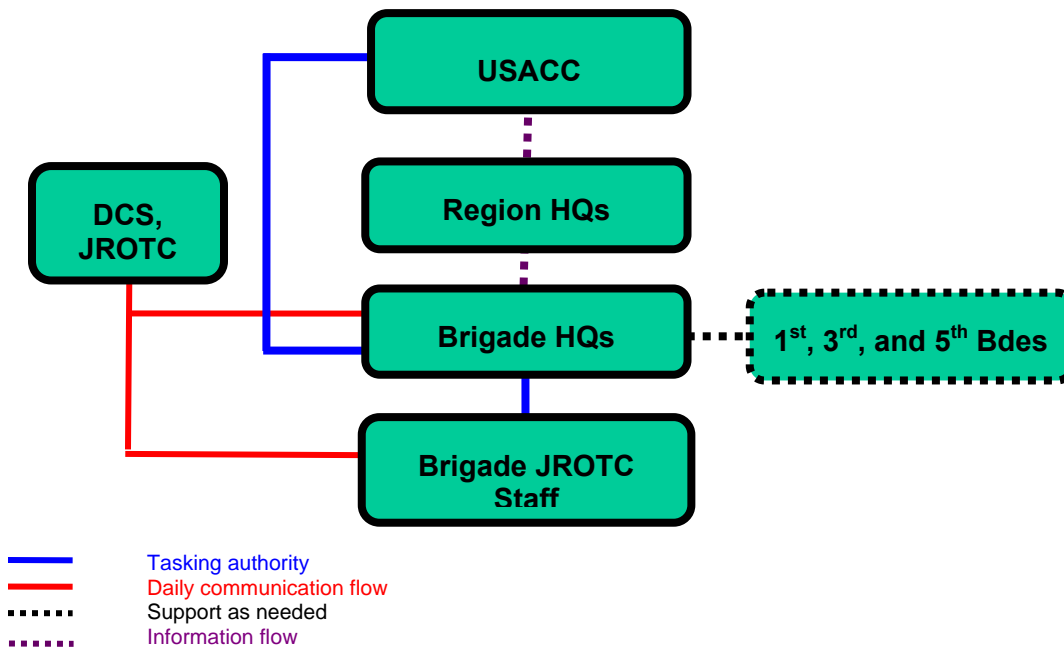 USACC
Region HQs
DCS,
JROTC
Brigade HQs
1st, 3rd, and 5th Bdes
Brigade JROTC
Staff
Tasking authority
Daily communication flow
Support as needed
Information flow